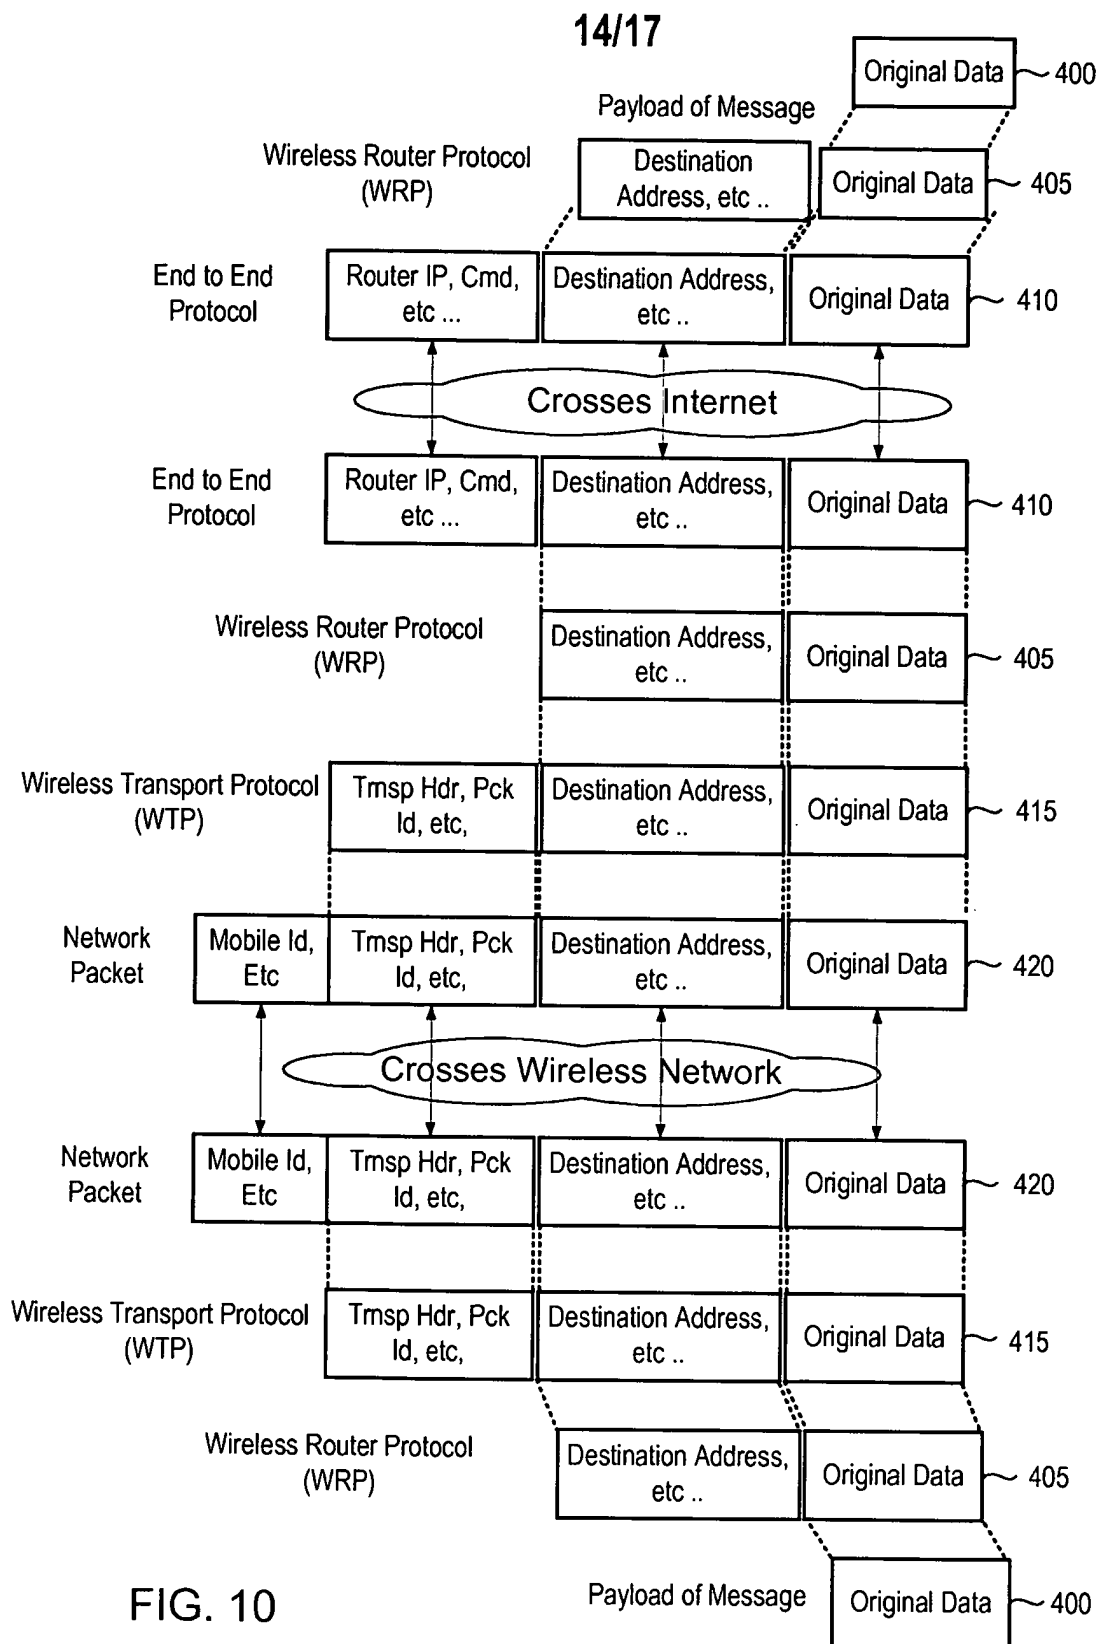 14/17
Original Data
400
Payload of Message
Wireless Router Protocol
(WRP)
Destination
Address, etc ..
Original Data
405
End to End
Protocol
Router IP, Cmd,
etc ...
Destination Address,
etc ..
Original Data
410
Crosses Internet
End to End
Protocol
Router IP, Cmd,
etc ...
Destination Address,
etc ..
Original Data
410
Wireless Router Protocol
(WRP)
Destination Address,
etc ..
Original Data
405
Wireless Transport Protocol
(WTP)
Trnsp Hdr, Pck
Id, etc,
Destination Address,
etc ..
Original Data
415
Network
Packet
Mobile Id,
Etc
Trnsp Hdr, Pck
Id, etc,
Destination Address,
etc ..
Original Data
420
Crosses Wireless Network
Network
Packet
Mobile Id,
Etc
Trnsp Hdr, Pck
Id, etc,
Destination Address,
etc ..
Original Data
420
Wireless Transport Protocol
(WTP)
Trnsp Hdr, Pck
Id, etc,
Destination Address,
etc ..
Original Data
415
Wireless Router Protocol
(WRP)
Destination Address,
etc ..
Original Data
405
Payload of Message
Original Data
400
FIG. 10